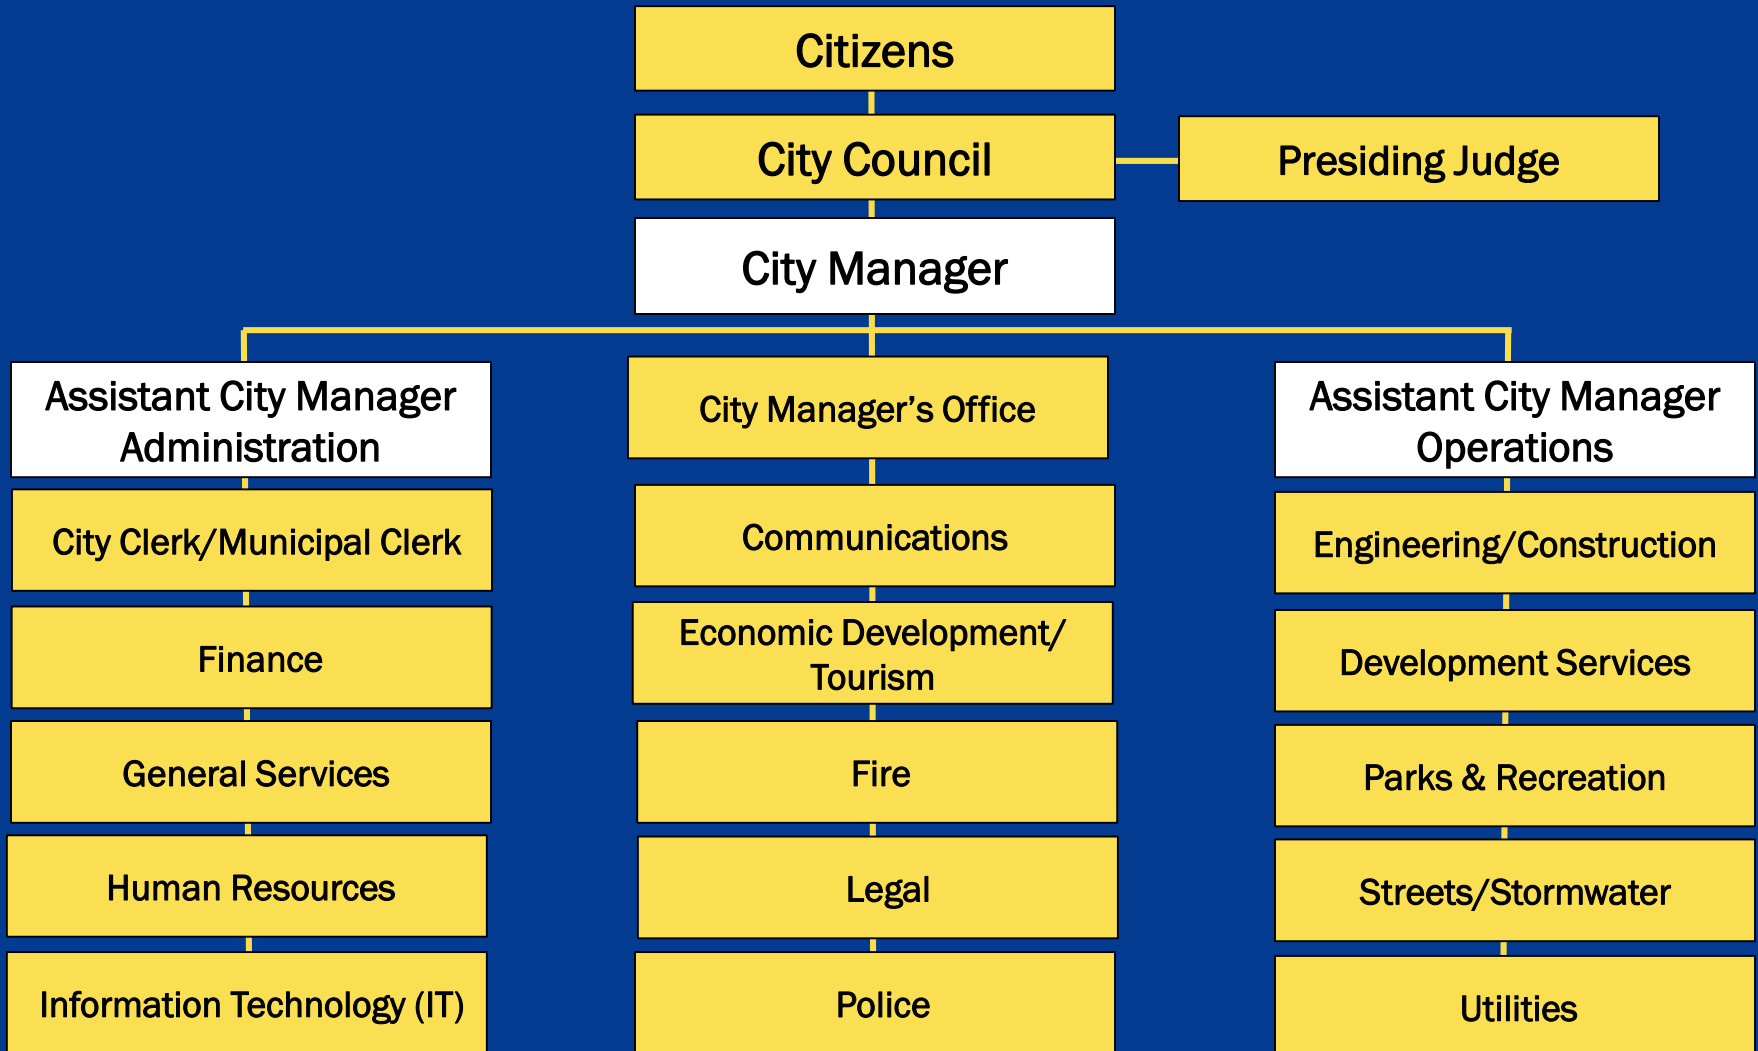 Citizens
City Council
Presiding Judge
City Manager
Assistant City Manager
Administration
City Clerk/Municipal Clerk
Finance
General Services
Human Resources
Information Technology (IT)
City Manager’s Office
Communications
Economic Development/
Tourism
Fire
Legal
Police
Assistant City Manager
Operations
Engineering/Construction
Development Services
Parks & Recreation
Streets/Stormwater
Utilities